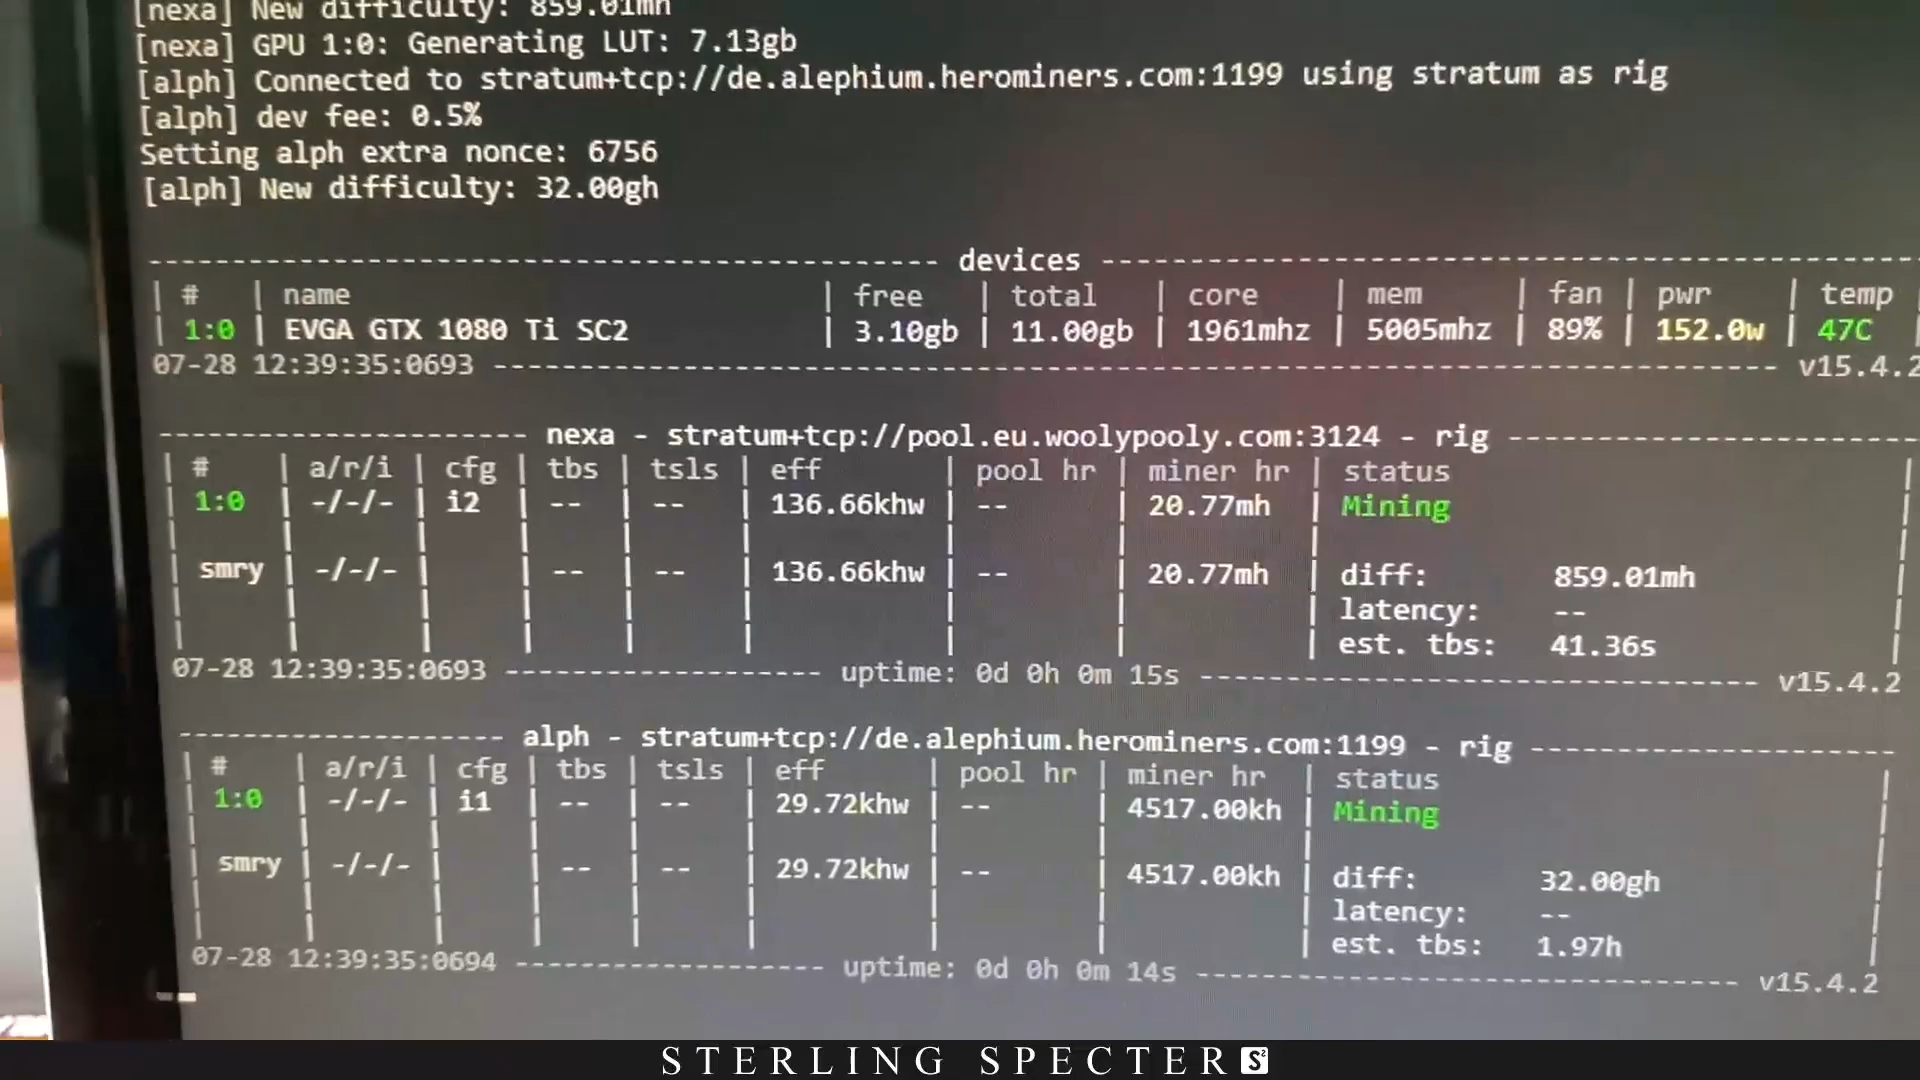 [nexa] New difficulty: 859.01mh
[nexa] GPU 1:0: Generating LUT: 7.13gb
[alph] Connected to stratum+tcp://de.alephium.herominers.com:1199 using stratum as rig
[alph] dev fee: 0.5%
Setting alph extra nonce: 6756
[alph] New difficulty: 32.00gh
---------------------------------------- devices ----------------------------------------
| # | name | free | total | core | mem | fan | pwr | temp
| 1:0 | EVGA GTX 1080 Ti SC2 | 3.10gb | 11.00gb | 1961mhz | 5005mhz | 89% | 152.0w | 47C
07-28 12:39:35:0693 ---------------------------------------- v15.4.2
-------------------- nexa - stratum+tcp://pool.eu.woolypooly.com:3124 - rig --------------------
| # | a/r/i | cfg | tbs | tsls | eff | pool hr | miner hr | status |
| 1:0 | -/-/- | i2 | -- | -- | 136.66khw | -- | 20.77mh | Mining
| smry | -/-/- | | -- | -- | 136.66khw | -- | 20.77mh | diff: 859.01mh
| latency: --
| est. tbs: 41.36s
07-28 12:39:35:0693 ------------------- uptime: 0d 0h 0m 15s ------------------- v15.4.2
-------------------- alph - stratum+tcp://de.alephium.herominers.com:1199 - rig --------------------
| # | a/r/i | cfg | tbs | tsls | eff | pool hr | miner hr | status |
| 1:0 | -/-/- | i1 | -- | -- | 29.72khw | -- | 4517.00kh | Mining
| smry | -/-/- | | -- | -- | 29.72khw | -- | 4517.00kh | diff: 32.00gh
| latency: --
| est. tbs: 1.97h
07-28 12:39:35:0694 ------------------- uptime: 0d 0h 0m 14s ------------------- v15.4.2
STERLING SPECTER S²